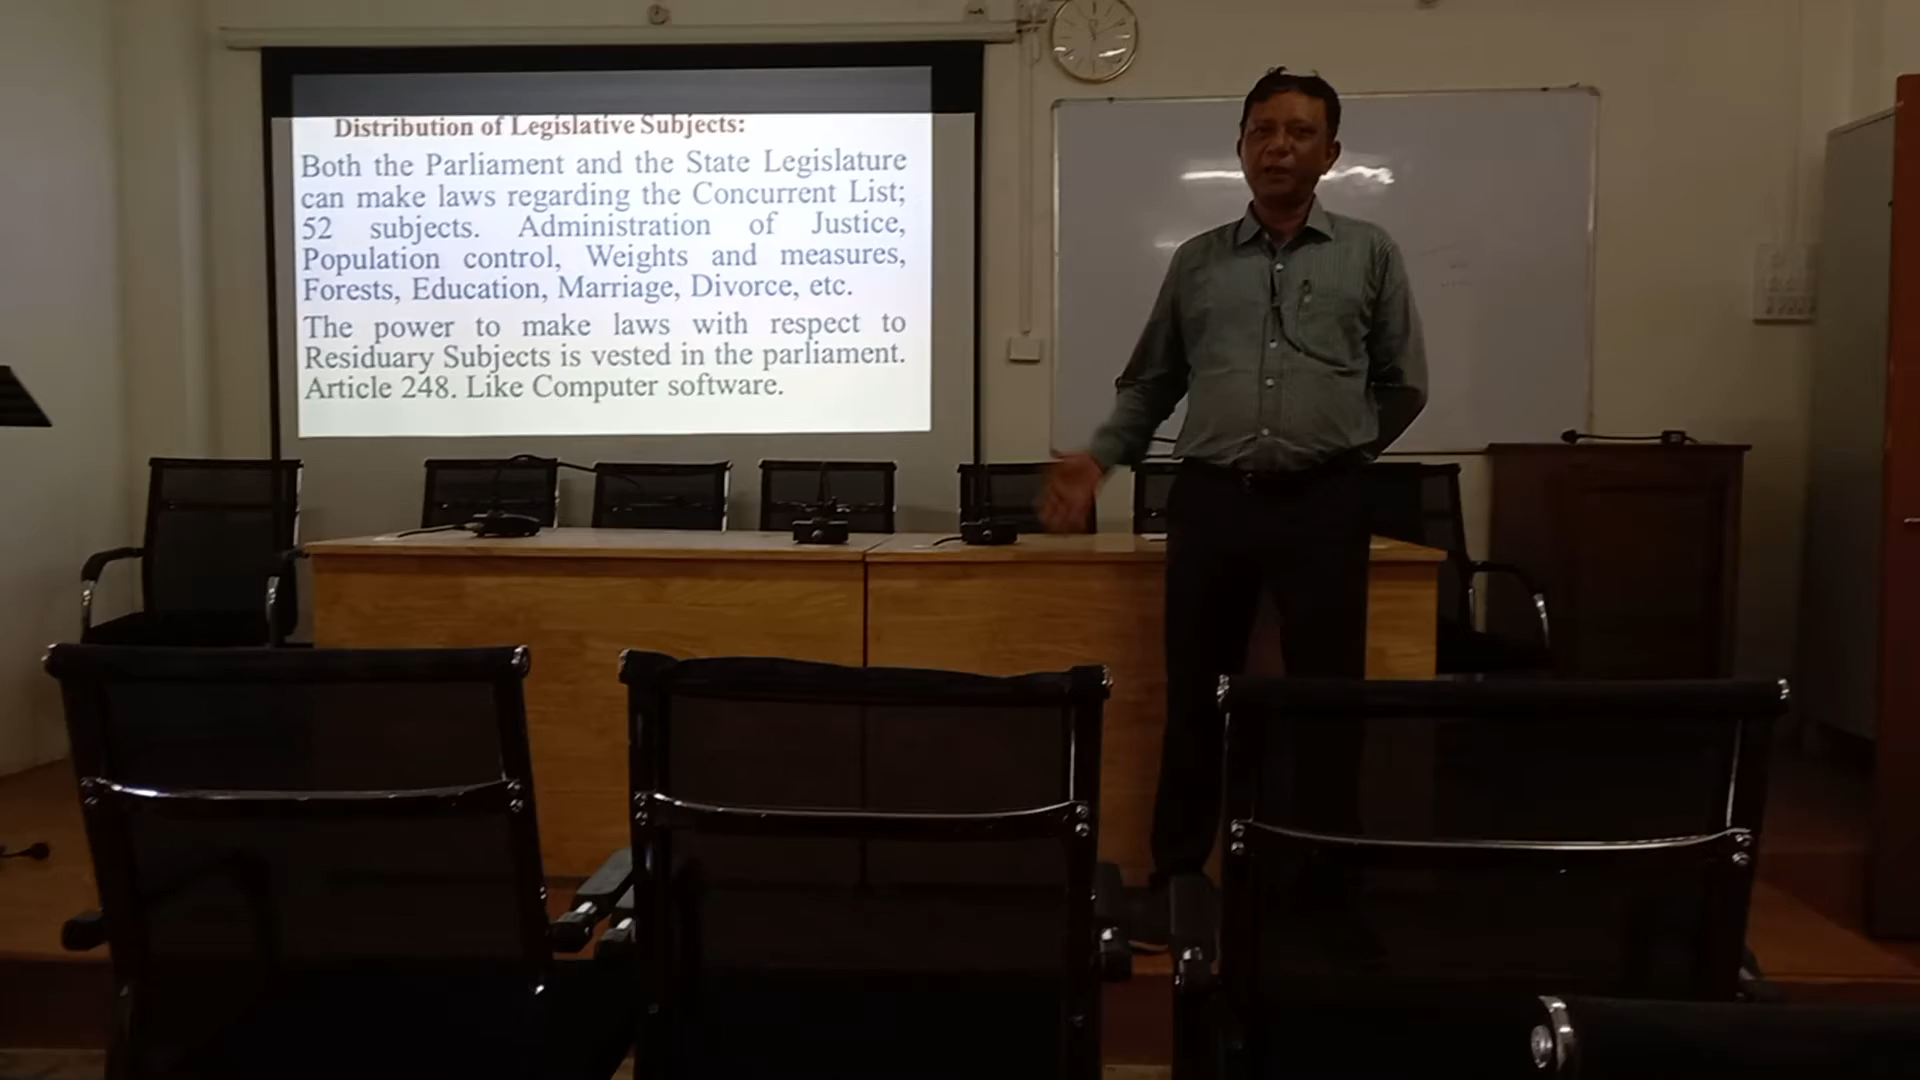 Distribution of Legislative Subjects:
Both the Parliament and the State Legislature
can make laws regarding the Concurrent List;
52 subjects. Administration of Justice,
Population control, Weights and measures,
Forests, Education, Marriage, Divorce, etc.
The power to make laws with respect to
Residuary Subjects is vested in the parliament.
Article 248. Like Computer software.